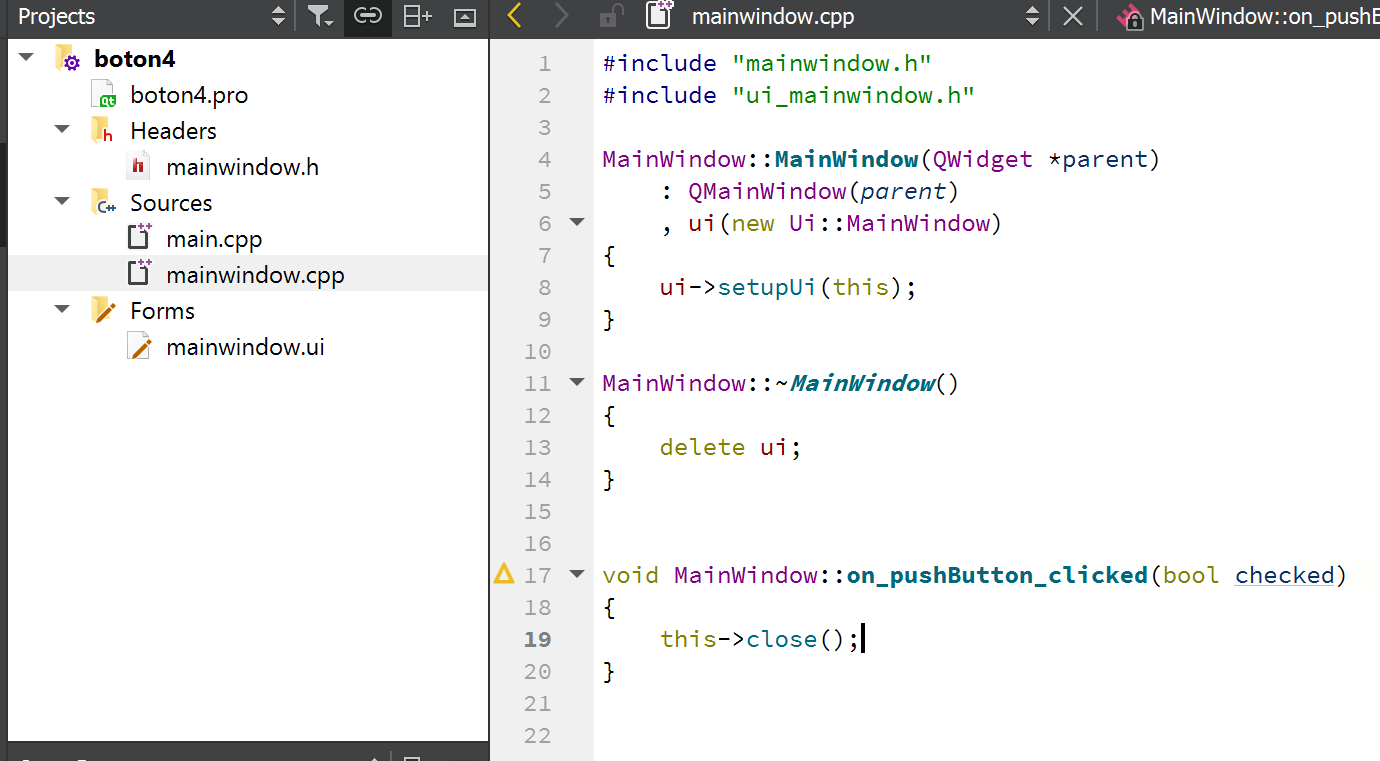 Projects
mainwindow.cpp
MainWindow::on_pushB
boton4
boton4.pro
Headers
mainwindow.h
Sources
main.cpp
mainwindow.cpp
Forms
mainwindow.ui
1 #include "mainwindow.h"
2 #include "ui_mainwindow.h"
3
4 MainWindow::MainWindow(QWidget *parent)
5     : QMainWindow(parent)
6     , ui(new Ui::MainWindow)
7 {
8     ui->setupUi(this);
9 }
10
11 MainWindow::~MainWindow()
12 {
13     delete ui;
14 }
15
16
17 void MainWindow::on_pushButton_clicked(bool checked)
18 {
19     this->close();
20 }
21
22